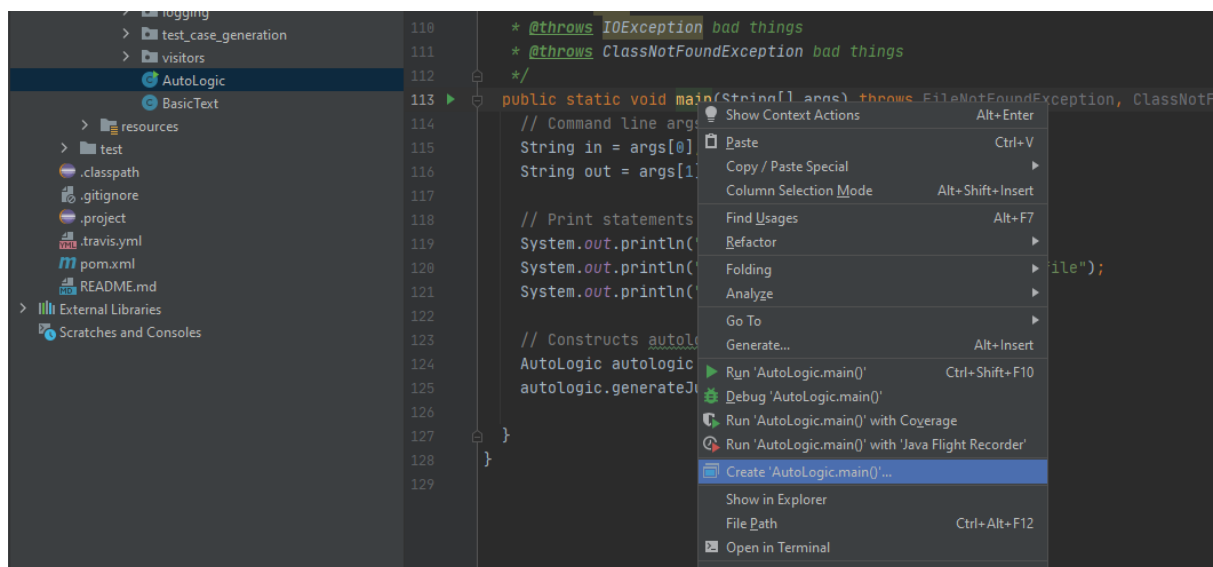 logging
test_case_generation
visitors
AutoLogic
BasicText
resources
test
.classpath
.gitignore
.project
.travis.yml
pom.xml
README.md
External Libraries
Scratches and Consoles
110 * @throws IOException bad things
111 * @throws ClassNotFoundException bad things
112 */
113 public static void main(String[] args) throws FileNotFoundException, ClassNotF
114 // Command line args
115 String in = args[0]
116 String out = args[1]
117
118 // Print statements
119 System.out.println("
120 System.out.println(" file");
121 System.out.println("
122
123 // Constructs autolo
124 AutoLogic autologic
125 autologic.generateJu
126
127 }
128 }
129
Show Context Actions Alt+Enter
Paste Ctrl+V
Copy / Paste Special
Column Selection Mode Alt+Shift+Insert
Find Usages Alt+F7
Refactor
Folding
Analyze
Go To
Generate... Alt+Insert
Run 'AutoLogic.main()' Ctrl+Shift+F10
Debug 'AutoLogic.main()'
Run 'AutoLogic.main()' with Coverage
Run 'AutoLogic.main()' with 'Java Flight Recorder'
Create 'AutoLogic.main()'...
Show in Explorer
File Path Ctrl+Alt+F12
Open in Terminal